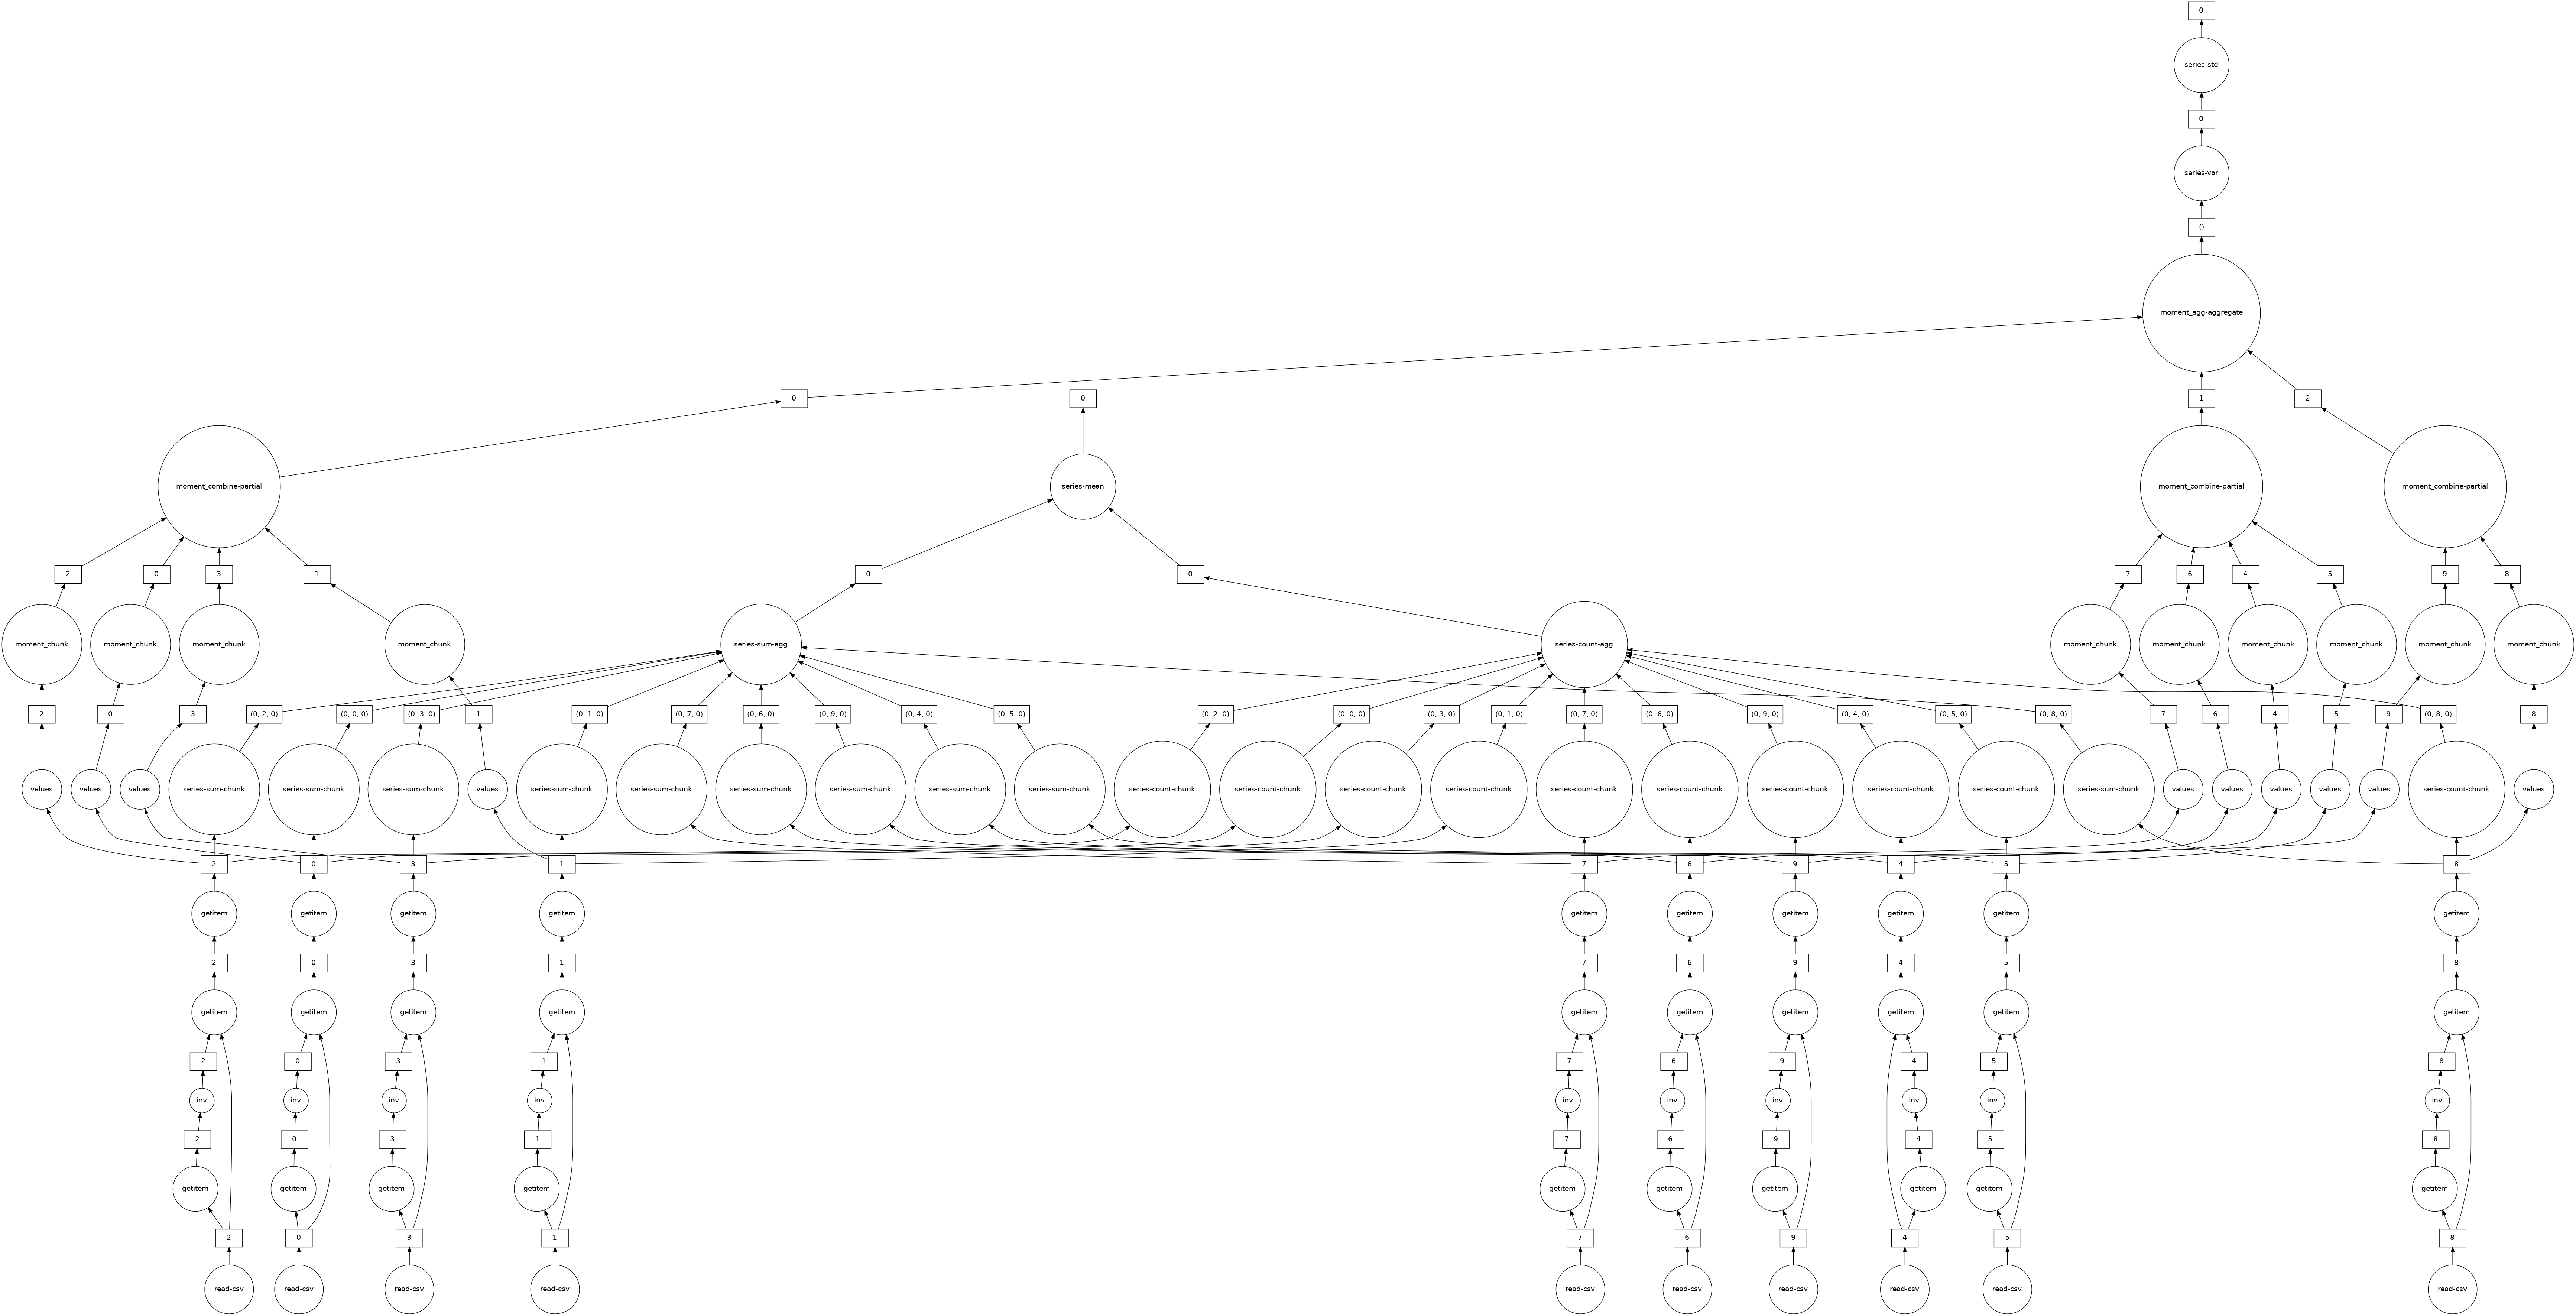 0
series-std
0
series-var
()
moment_agg-aggregate
0 0 1 2
moment_combine-partial series-mean moment_combine-partial moment_combine-partial
2 0 3 1 0 0 7 6 4 5 9 8
moment_chunk moment_chunk moment_chunk moment_chunk series-sum-agg series-count-agg moment_chunk moment_chunk moment_chunk moment_chunk moment_chunk moment_chunk
2 0 3 (0, 2, 0) (0, 0, 0) (0, 3, 0) 1 (0, 1, 0) (0, 7, 0) (0, 6, 0) (0, 9, 0) (0, 4, 0) (0, 5, 0) (0, 2, 0) (0, 0, 0) (0, 3, 0) (0, 1, 0) (0, 7, 0) (0, 6, 0) (0, 9, 0) (0, 4, 0) (0, 5, 0) (0, 8, 0) 7 6 4 5 9 (0, 8, 0) 8
values values values series-sum-chunk series-sum-chunk series-sum-chunk values series-sum-chunk series-sum-chunk series-sum-chunk series-sum-chunk series-sum-chunk series-sum-chunk series-count-chunk series-count-chunk series-count-chunk series-count-chunk series-count-chunk series-count-chunk series-count-chunk series-count-chunk series-count-chunk series-sum-chunk values values values values values series-count-chunk values
2 0 3 1 7 6 9 4 5 8
getitem getitem getitem getitem getitem getitem getitem getitem getitem getitem
2 0 3 1 7 6 9 4 5 8
getitem getitem getitem getitem getitem getitem getitem getitem getitem getitem
2 0 3 1 7 6 9 4 5 8
inv inv inv inv inv inv inv inv inv inv
2 0 3 1 7 6 9 4 5 8
getitem getitem getitem getitem getitem getitem getitem getitem getitem getitem
2 0 3 1 7 6 9 4 5 8
read-csv read-csv read-csv read-csv read-csv read-csv read-csv read-csv read-csv read-csv